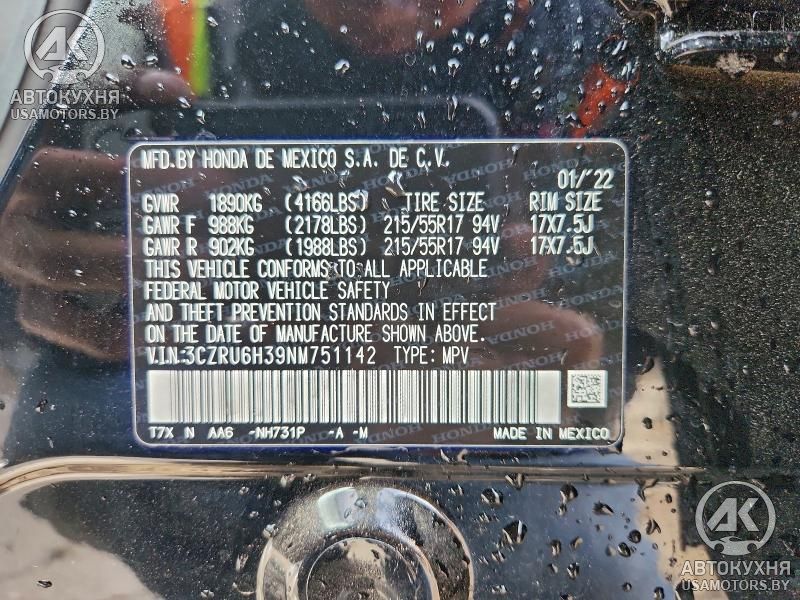 АК
АВТОКУХНЯ
USAMOTORS.BY
MFD.BY HONDA DE MEXICO S.A. DE C.V. 01/'22
GVWR 1890KG (4166LBS) TIRE SIZE RIM SIZE
GAWR F 988KG (2178LBS) 215/55R17 94V 17X7.5J
GAWR R 902KG (1988LBS) 215/55R17 94V 17X7.5J
THIS VEHICLE CONFORMS TO ALL APPLICABLE
FEDERAL MOTOR VEHICLE SAFETY
AND THEFT PREVENTION STANDARDS IN EFFECT
ON THE DATE OF MANUFACTURE SHOWN ABOVE.
V.I.N:3CZRU6H39NM751142 TYPE: MPV
T7X N AA6 -NH731P -A -M MADE IN MEXICO
АК
АВТОКУХНЯ
USAMOTORS.BY